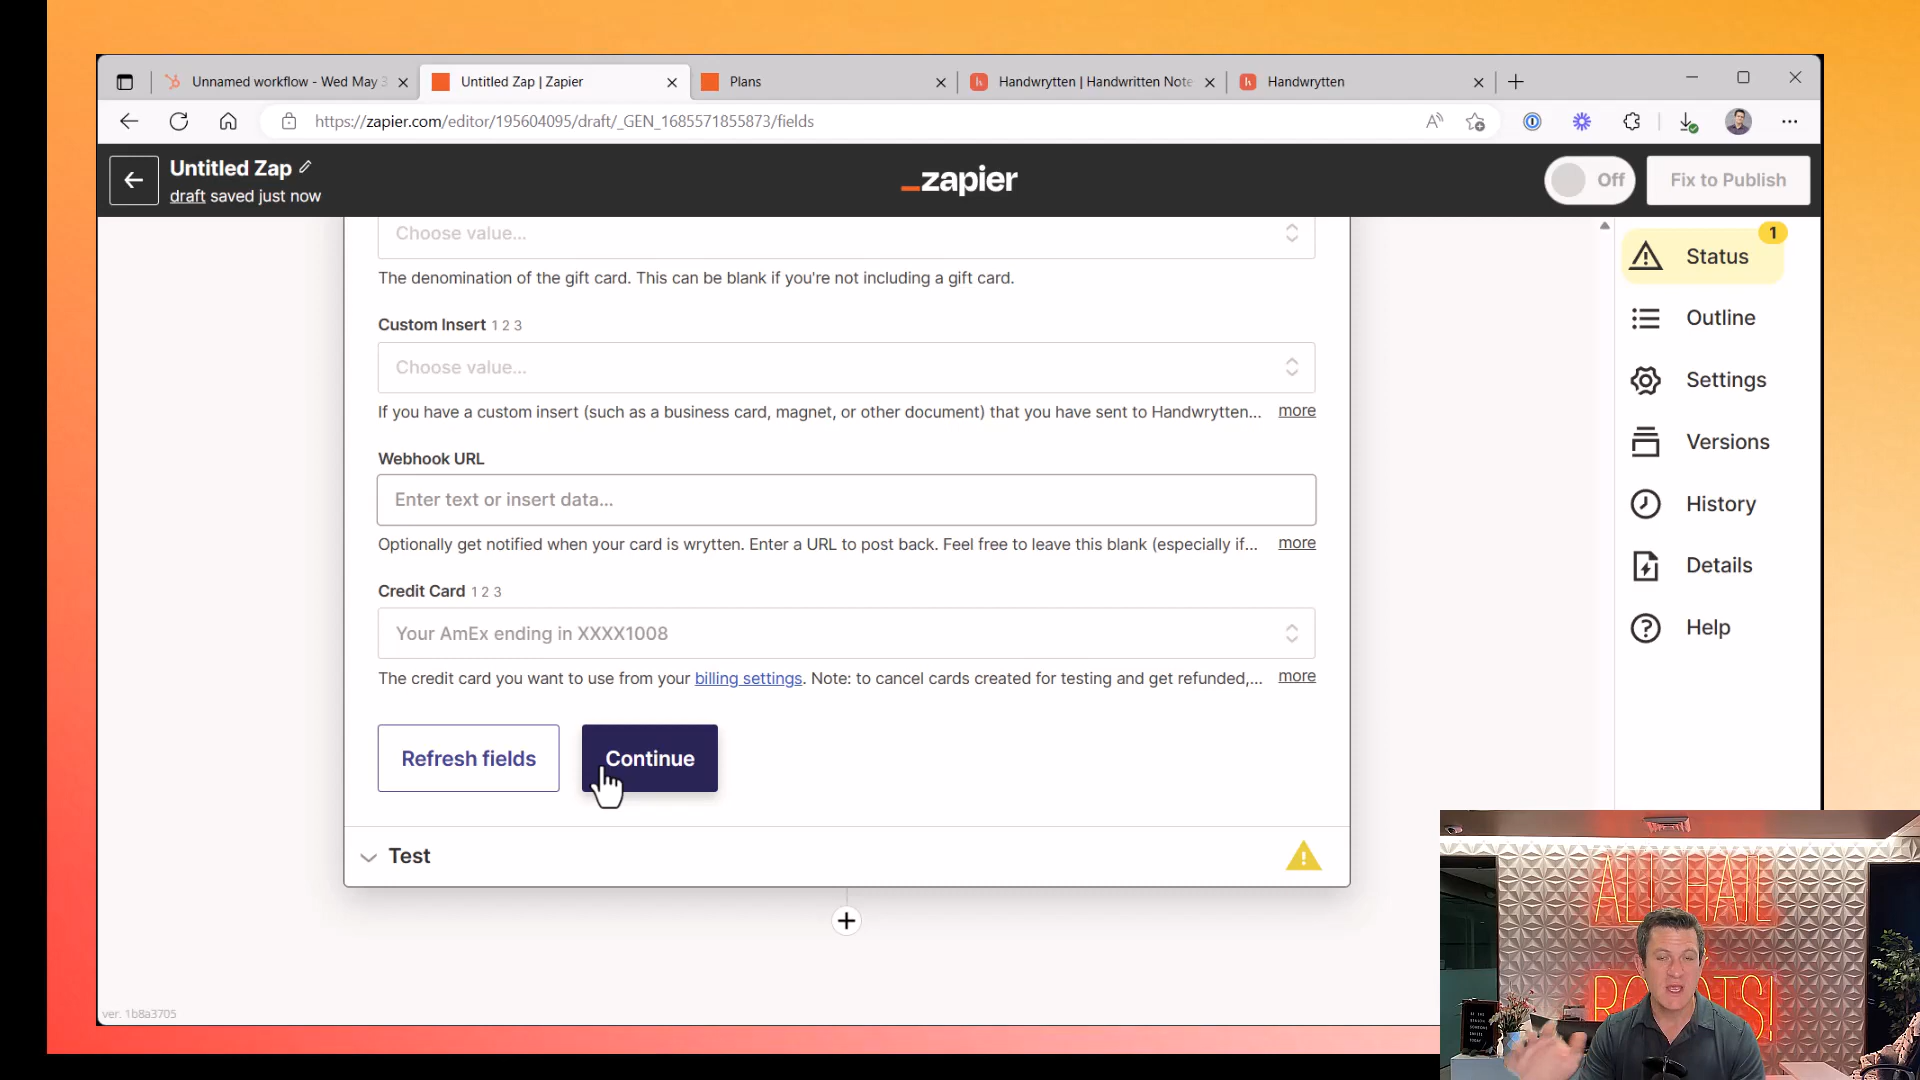 Unnamed workflow - Wed May 3
Untitled Zap | Zapier
Plans
Handwrytten | Handwritten Note
Handwrytten
https://zapier.com/editor/195604095/draft/_GEN_1685571855873/fields
Untitled Zap
draft saved just now
_zapier
Off
Fix to Publish
Choose value...
The denomination of the gift card. This can be blank if you're not including a gift card.
Custom Insert 1 2 3
Choose value...
If you have a custom insert (such as a business card, magnet, or other document) that you have sent to Handwrytten... more
Webhook URL
Enter text or insert data...
Optionally get notified when your card is wrytten. Enter a URL to post back. Feel free to leave this blank (especially if... more
Credit Card 1 2 3
Your AmEx ending in XXXX1008
The credit card you want to use from your billing settings. Note: to cancel cards created for testing and get refunded,... more
Refresh fields
Continue
Test
1
Status
Outline
Settings
Versions
History
Details
Help
ver. 1b8a3705
ALL HAIL